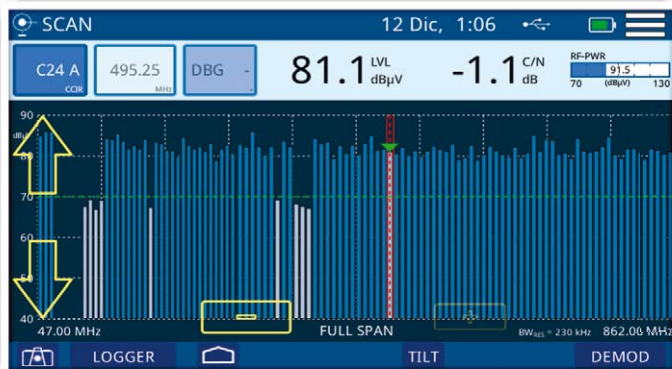 SCAN 12 Dic, 1:06
C24 A CCIR 495.25 MHz DBG - - 81.1 LVL dBµV -1.1 C/N dB RF-PWR 91.5 70 (dBµV) 130
90
dBµV
80
70
60
50
40
47.00 MHz FULL SPAN BWRES = 230 kHz 862.00 MHz
LOGGER TILT DEMOD